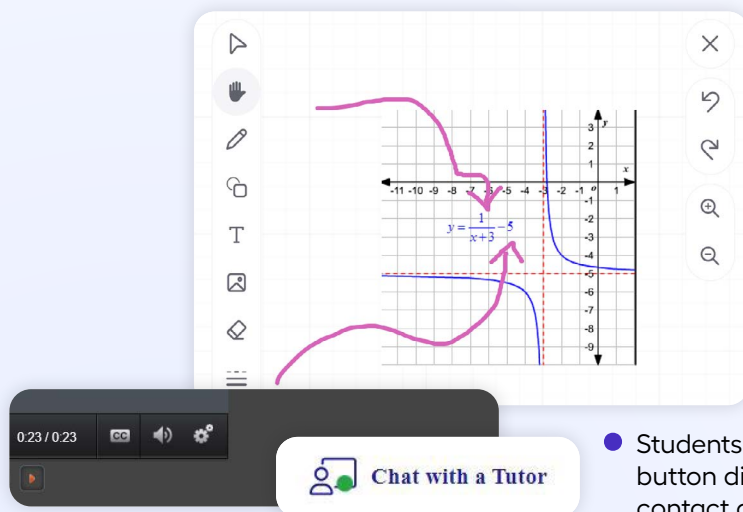 T
3
y
2
1
x
-11 -10 -9 -8 -7 -6 -5 -4 -3 -2 -1 o 1
-1
-2
y = 1/(x+3) -5
-3
-4
-5
-6
-7
-8
-9
0:23 / 0:23
CC
Chat with a Tutor
Students
button di
contact